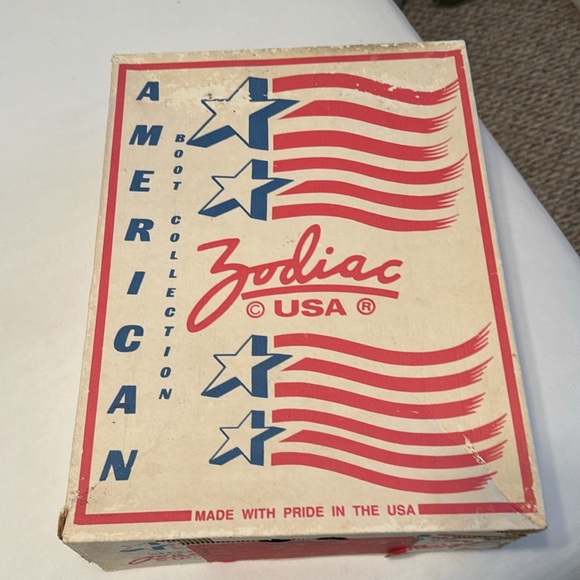 AMERICAN
BOOT COLLECTION
Zodiac
© USA ®
MADE WITH PRIDE IN THE USA